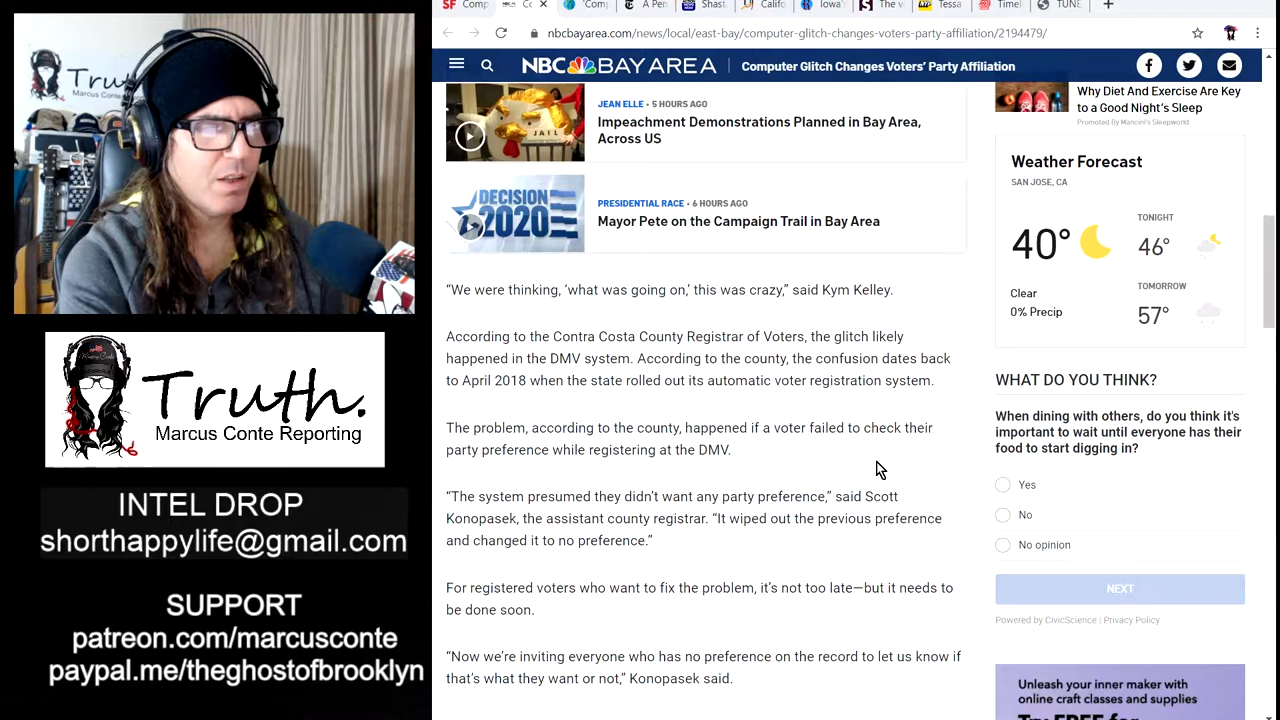 Truth.
Marcus Conte Reporting
Truth.
Marcus Conte Reporting
INTEL DROP
shorthappylife@gmail.com
SUPPORT
patreon.com/marcusconte
paypal.me/theghostofbrooklyn
nbcbayarea.com/news/local/east-bay/computer-glitch-changes-voters-party-affiliation/2194479/
NBC BAY AREA
Computer Glitch Changes Voters’ Party Affiliation
JEAN ELLE • 5 HOURS AGO
Impeachment Demonstrations Planned in Bay Area,
Across US
JAIL
DECISION
2020
PRESIDENTIAL RACE • 6 HOURS AGO
Mayor Pete on the Campaign Trail in Bay Area
“We were thinking, ‘what was going on,’ this was crazy,” said Kym Kelley.
According to the Contra Costa County Registrar of Voters, the glitch likely
happened in the DMV system. According to the county, the confusion dates back
to April 2018 when the state rolled out its automatic voter registration system.
The problem, according to the county, happened if a voter failed to check their
party preference while registering at the DMV.
“The system presumed they didn’t want any party preference,” said Scott
Konopasek, the assistant county registrar. “It wiped out the previous preference
and changed it to no preference.”
For registered voters who want to fix the problem, it’s not too late—but it needs to
be done soon.
“Now we’re inviting everyone who has no preference on the record to let us know if
that’s what they want or not,” Konopasek said.
Why Diet And Exercise Are Key
to a Good Night’s Sleep
Promoted By Mancini's Sleepworld
Weather Forecast
SAN JOSE, CA
40°
Clear
0% Precip
TONIGHT
46°
TOMORROW
57°
WHAT DO YOU THINK?
When dining with others, do you think it's
important to wait until everyone has their
food to start digging in?
Yes
No
No opinion
NEXT
Powered by CivicScience | Privacy Policy
Unleash your inner maker with
online craft classes and supplies